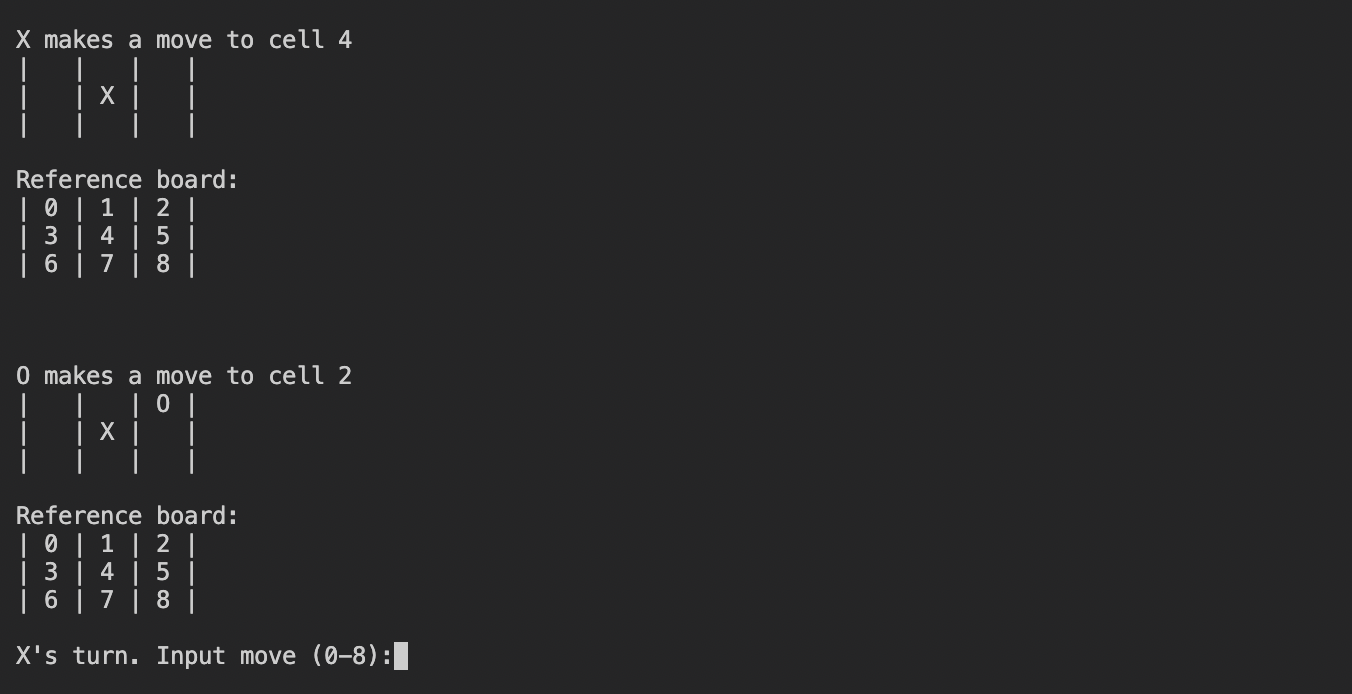 X makes a move to cell 4
|   |   |   |
|   | X |   |
|   |   |   |
Reference board:
| 0 | 1 | 2 |
| 3 | 4 | 5 |
| 6 | 7 | 8 |
O makes a move to cell 2
|   |   | O |
|   | X |   |
|   |   |   |
Reference board:
| 0 | 1 | 2 |
| 3 | 4 | 5 |
| 6 | 7 | 8 |
X's turn. Input move (0-8):